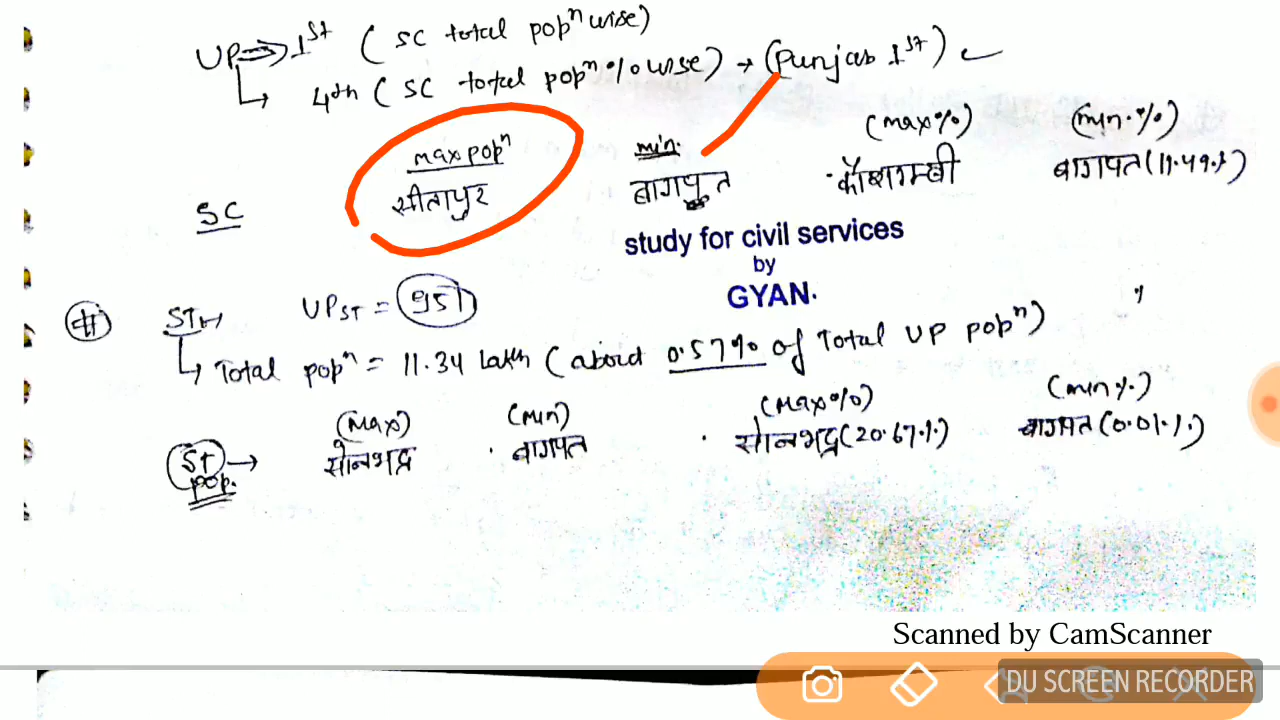 UP => 1st (SC total popn wise)
↳ 4th (SC total popn % wise) → (Punjab 1st)
max popn min. (max%) (min.%)
SC सीतापुर बागपत कौशाम्बी बागपत (11.49%)
study for civil services
by
GYAN.
ST UPST = 951
↳ Total popn = 11.34 lakh (about 0.57% of Total UP popn)
(Max) (Min) (Max%) (min%)
ST pop. → सोनभद्र बागपत सोनभद्र (20.67%) बागपत (0.01%)
Scanned by CamScanner
DU SCREEN RECORDER